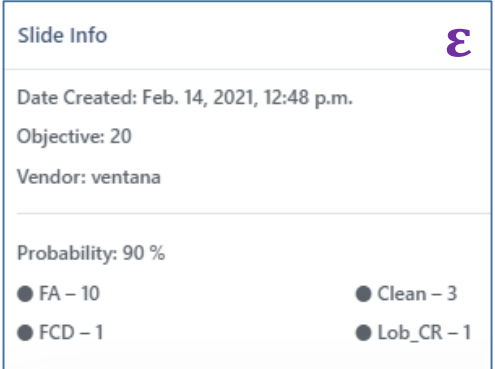 Slide Info
ε
Date Created: Feb. 14, 2021, 12:48 p.m.
Objective: 20
Vendor: ventana
Probability: 90 %
● FA – 10 ● Clean – 3
● FCD – 1 ● Lob_CR – 1